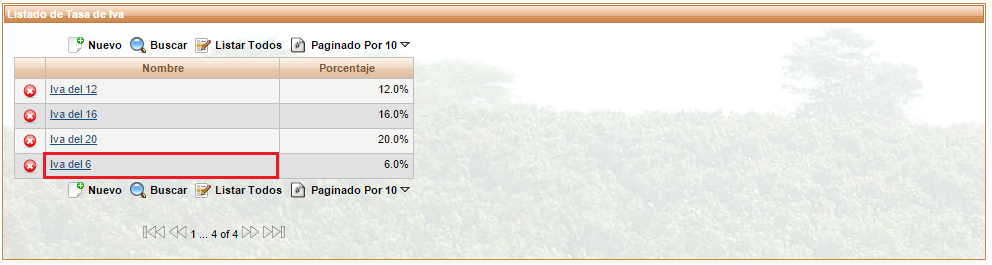 Listado de Tasa de Iva
Nuevo Buscar Listar Todos Paginado Por 10
Nombre Porcentaje
Iva del 12 12.0%
Iva del 16 16.0%
Iva del 20 20.0%
Iva del 6 6.0%
Nuevo Buscar Listar Todos Paginado Por 10
1 ... 4 of 4